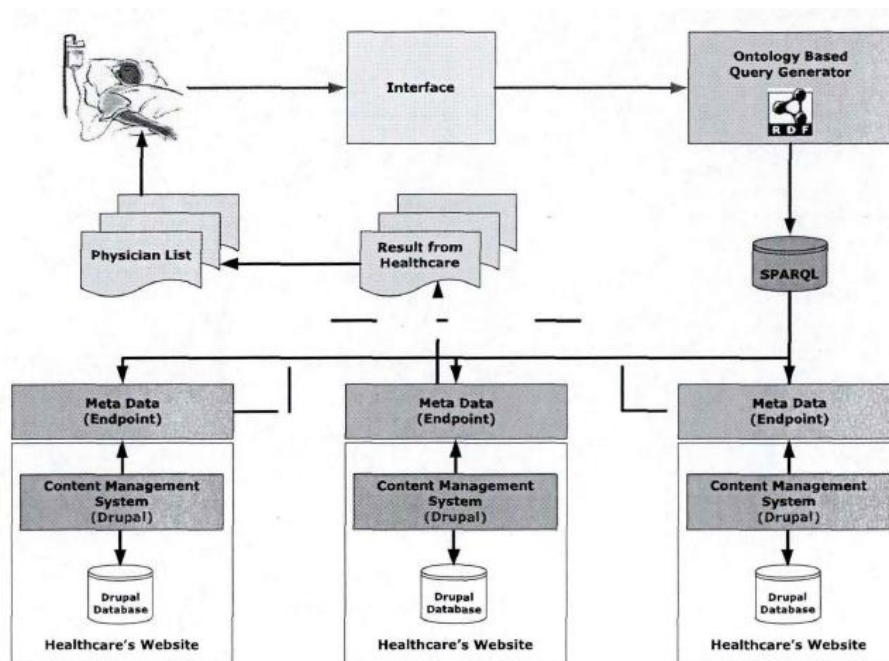 Interface
Ontology Based
Query Generator
RDF
Physician List
Result from
Healthcare
SPARQL
Meta Data
(Endpoint)
Meta Data
(Endpoint)
Meta Data
(Endpoint)
Content Management
System
(Drupal)
Content Management
System
(Drupal)
Content Management
System
(Drupal)
Drupal
Database
Drupal
Database
Drupal
Database
Healthcare's Website
Healthcare's Website
Healthcare's Website